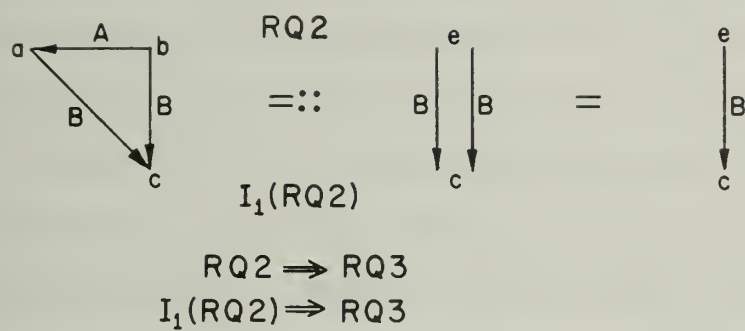 RQ2
a A b e e
B B =:: B B = B
c c c
I₁(RQ2)
RQ2 ⟹ RQ3
I₁(RQ2) ⟹ RQ3